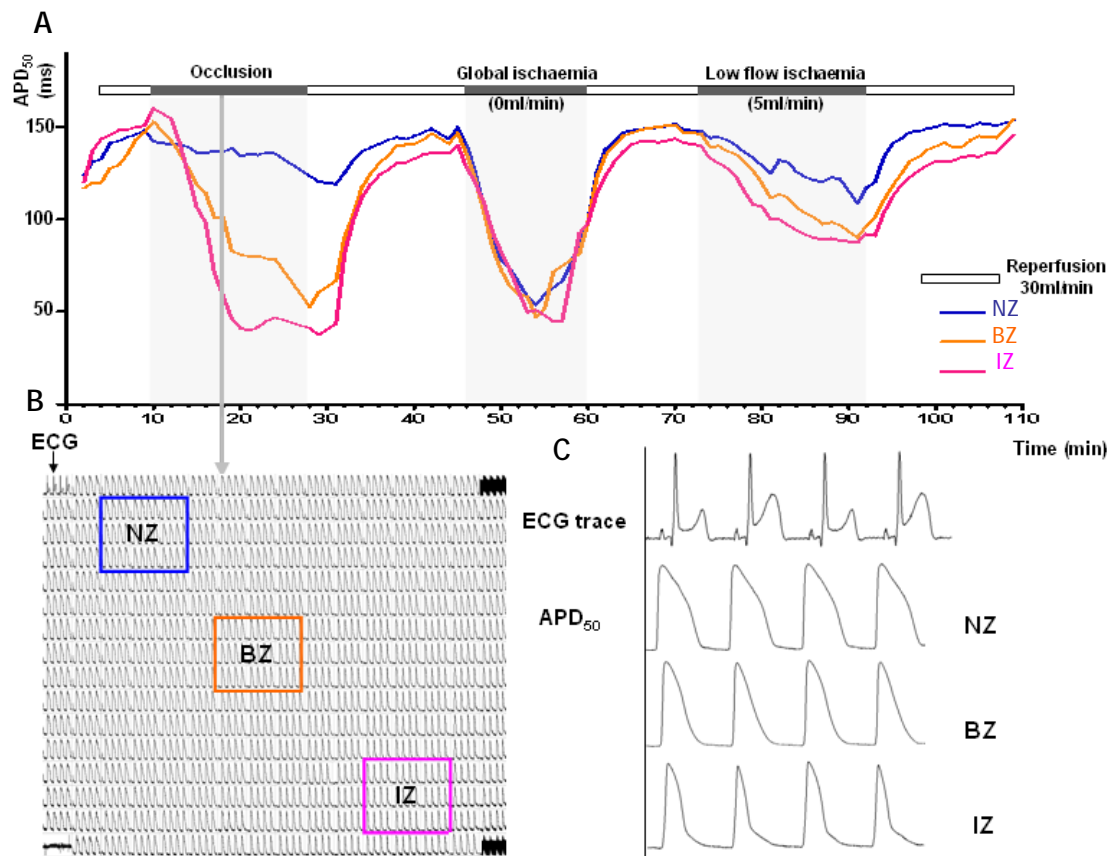 A
APD50
(ms)
Occlusion
Global ischaemia
(0ml/min)
Low flow ischaemia
(5ml/min)
150
100
50
0
Reperfusion
30ml/min
NZ
BZ
IZ
0 10 20 30 40 50 60 70 80 90 100 110
Time (min)
B
ECG
NZ
BZ
IZ
C
ECG trace
APD50
NZ
BZ
IZ